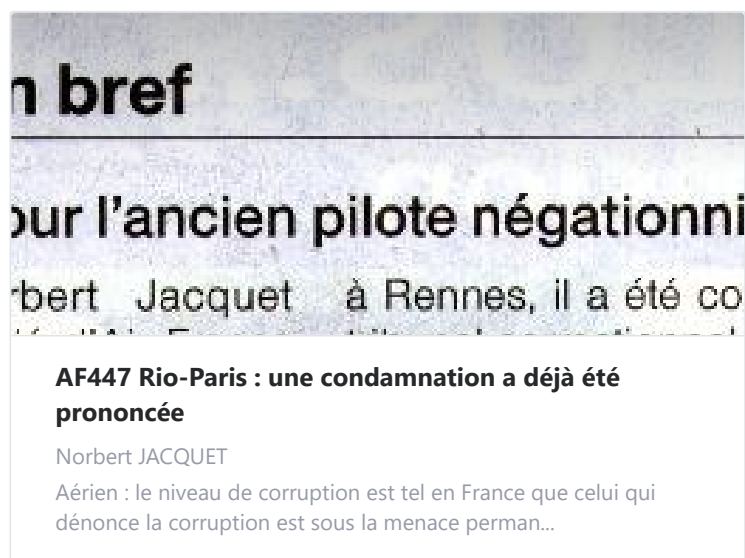 n bref
our l'ancien pilote négationni
rbert Jacquet à Rennes, il a été co
AF447 Rio-Paris : une condamnation a déjà été
prononcée
Norbert JACQUET
Aérien : le niveau de corruption est tel en France que celui qui
dénonce la corruption est sous la menace perman...